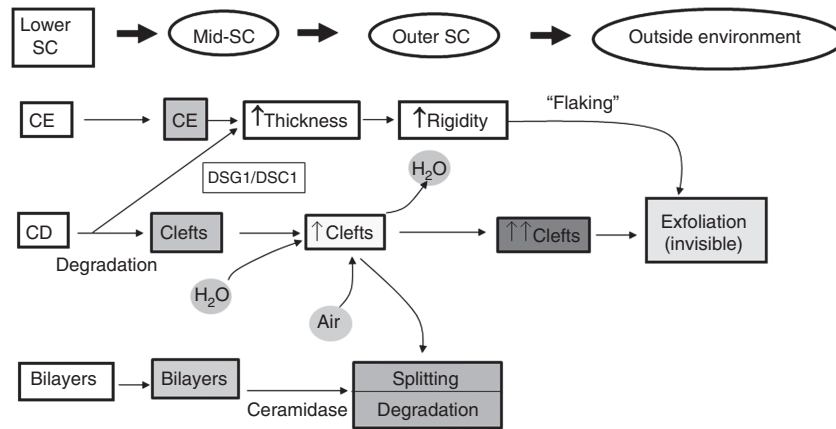 Lower
SC
Mid-SC
Outer SC
Outside environment
CE
CE
↑Thickness
↑Rigidity
“Flaking”
DSG1/DSC1
H₂O
CD
Degradation
Clefts
↑Clefts
↑↑Clefts
Exfoliation
(invisible)
H₂O
Air
Bilayers
Bilayers
Ceramidase
Splitting
Degradation